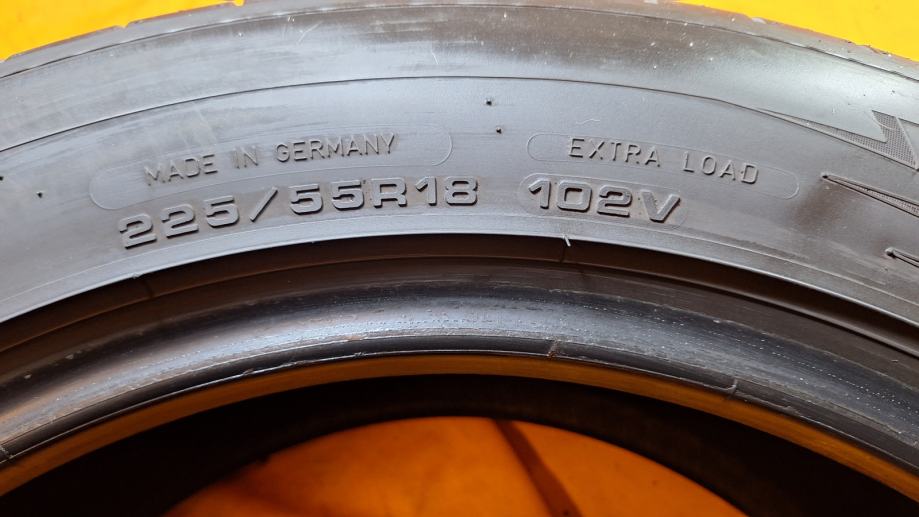 MADE IN GERMANY
EXTRA LOAD
225/55R18 102V